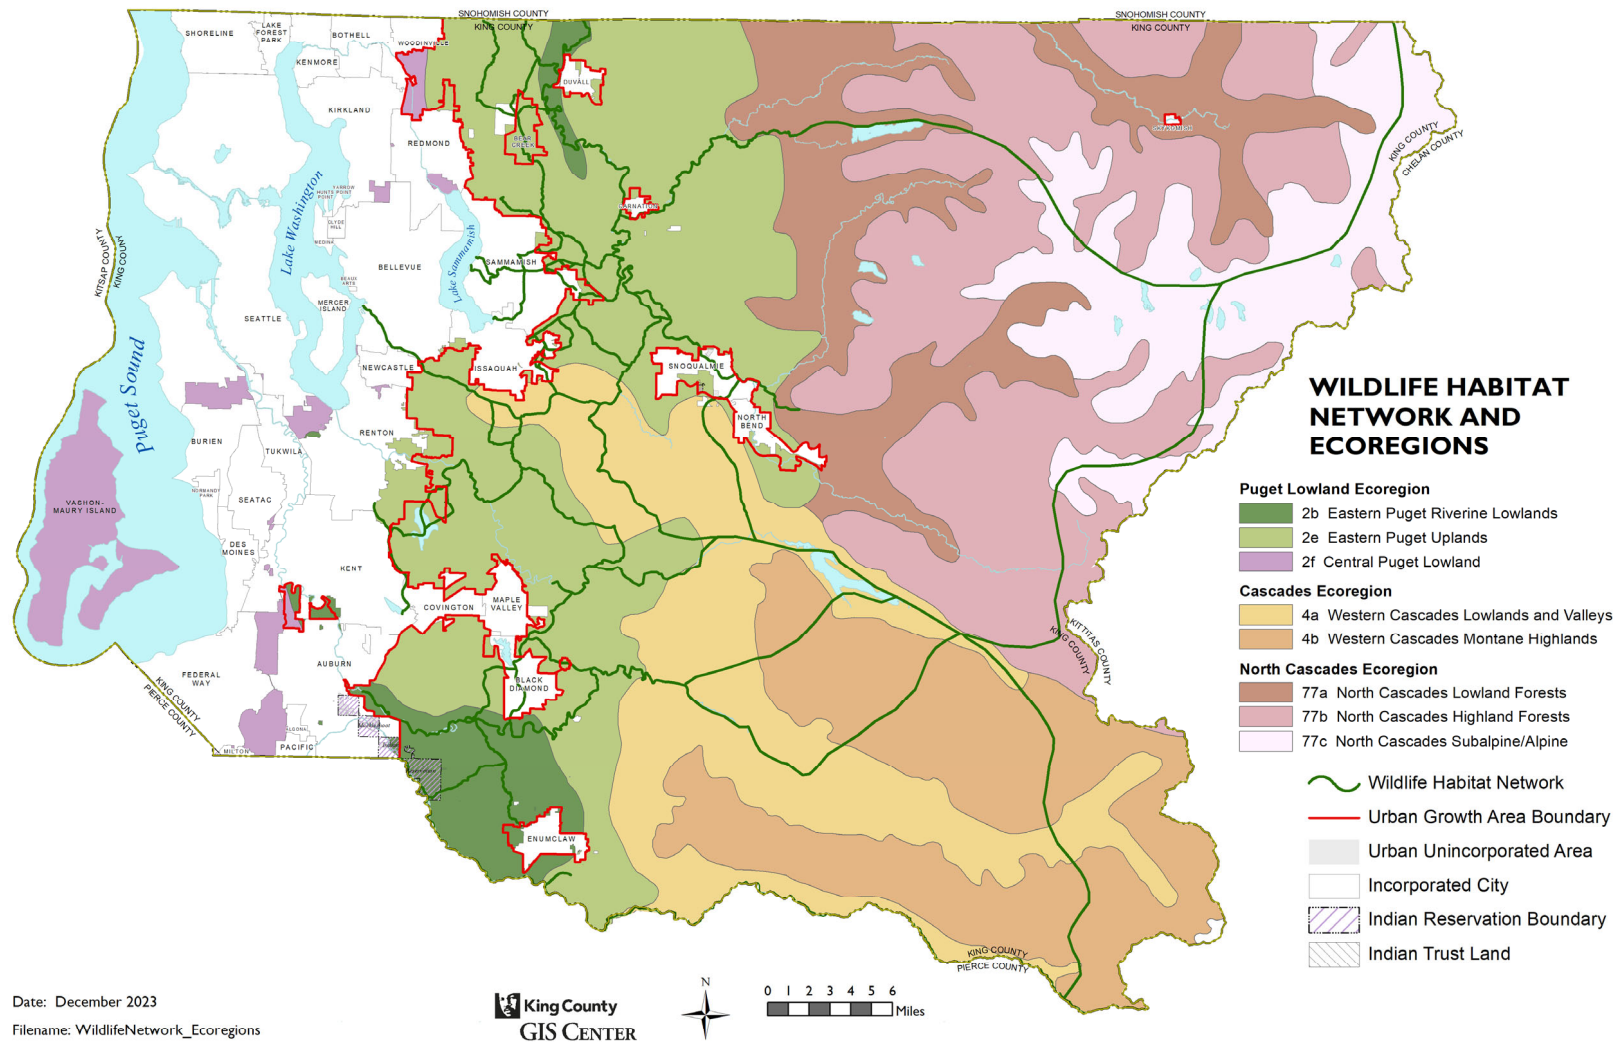 SNOHOMISH COUNTY
KING COUNTY
SNOHOMISH COUNTY
KING COUNTY
SHORELINE
LAKE
FOREST
PARK
BOTHELL
WOODINVILLE
KENMORE
DUVALL
KIRKLAND
REDMOND
BEAR
CREEK
SKYKOMISH
KING COUNTY
CHELAN COUNTY
YARROW
POINT
HUNTS
POINT
CLYDE
HILL
MEDINA
CARNATION
Lake Washington
Lake Sammamish
KITSAP COUNTY
KING COUNTY
SAMMAMISH
BELLEVUE
BEAUX
ARTS
MERCER
ISLAND
SEATTLE
Puget Sound
NEWCASTLE
ISSAQUAH
SNOQUALMIE
NORTH
BEND
RENTON
BURIEN
TUKWILA
NORMANDY
PARK
SEATAC
VASHON-
MAURY ISLAND
DES
MOINES
KENT
COVINGTON
MAPLE
VALLEY
KITTITAS COUNTY
KING COUNTY
AUBURN
FEDERAL
WAY
BLACK
DIAMOND
KING COUNTY
PIERCE COUNTY
ALGONA
MILTON
PACIFIC
Muckleshoot
Reservation
ENUMCLAW
KING COUNTY
PIERCE COUNTY
WILDLIFE HABITAT
NETWORK AND
ECOREGIONS
Puget Lowland Ecoregion
2b Eastern Puget Riverine Lowlands
2e Eastern Puget Uplands
2f Central Puget Lowland
Cascades Ecoregion
4a Western Cascades Lowlands and Valleys
4b Western Cascades Montane Highlands
North Cascades Ecoregion
77a North Cascades Lowland Forests
77b North Cascades Highland Forests
77c North Cascades Subalpine/Alpine
Wildlife Habitat Network
Urban Growth Area Boundary
Urban Unincorporated Area
Incorporated City
Indian Reservation Boundary
Indian Trust Land
Date: December 2023
Filename: WildlifeNetwork_Ecoregions
King County
GIS CENTER
N
0 1 2 3 4 5 6
Miles